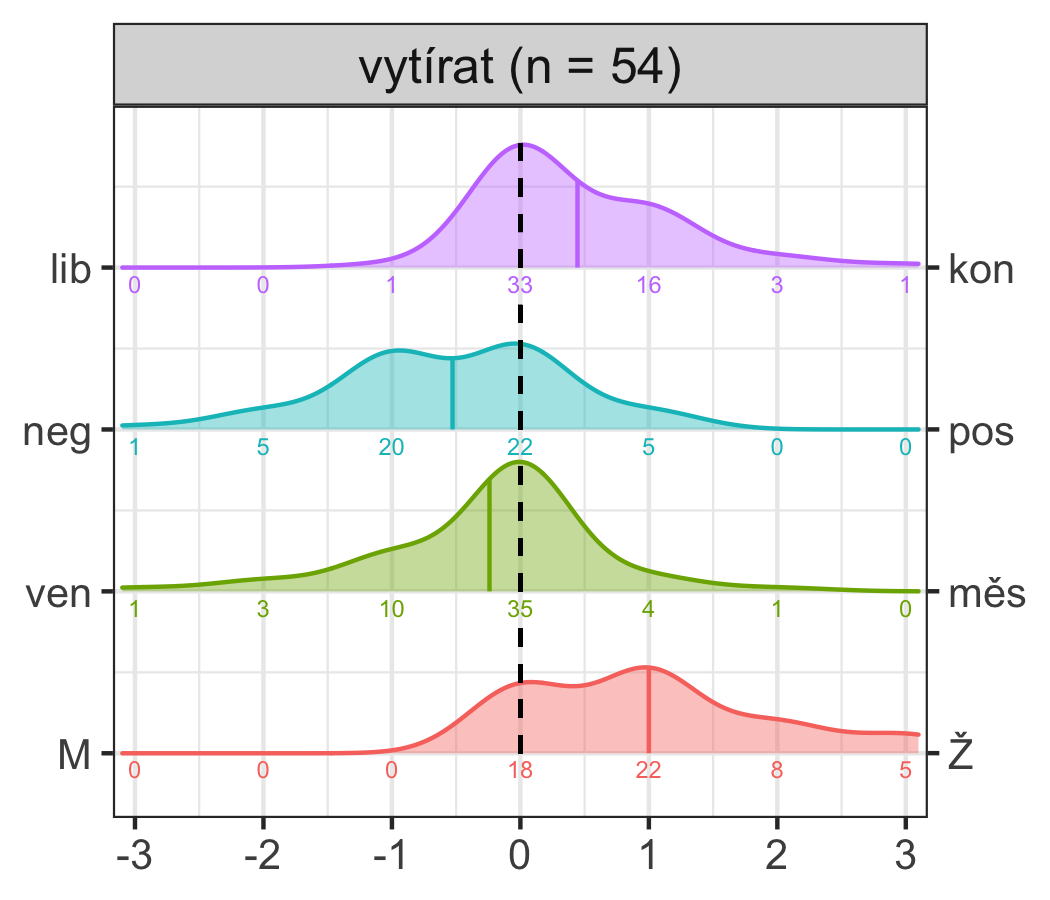 vytírat (n = 54)
lib kon
0 0 1 33 16 3 1
neg pos
1 5 20 22 5 0 0
ven měs
1 3 10 35 4 1 0
M Ž
0 0 0 18 22 8 5
-3 -2 -1 0 1 2 3